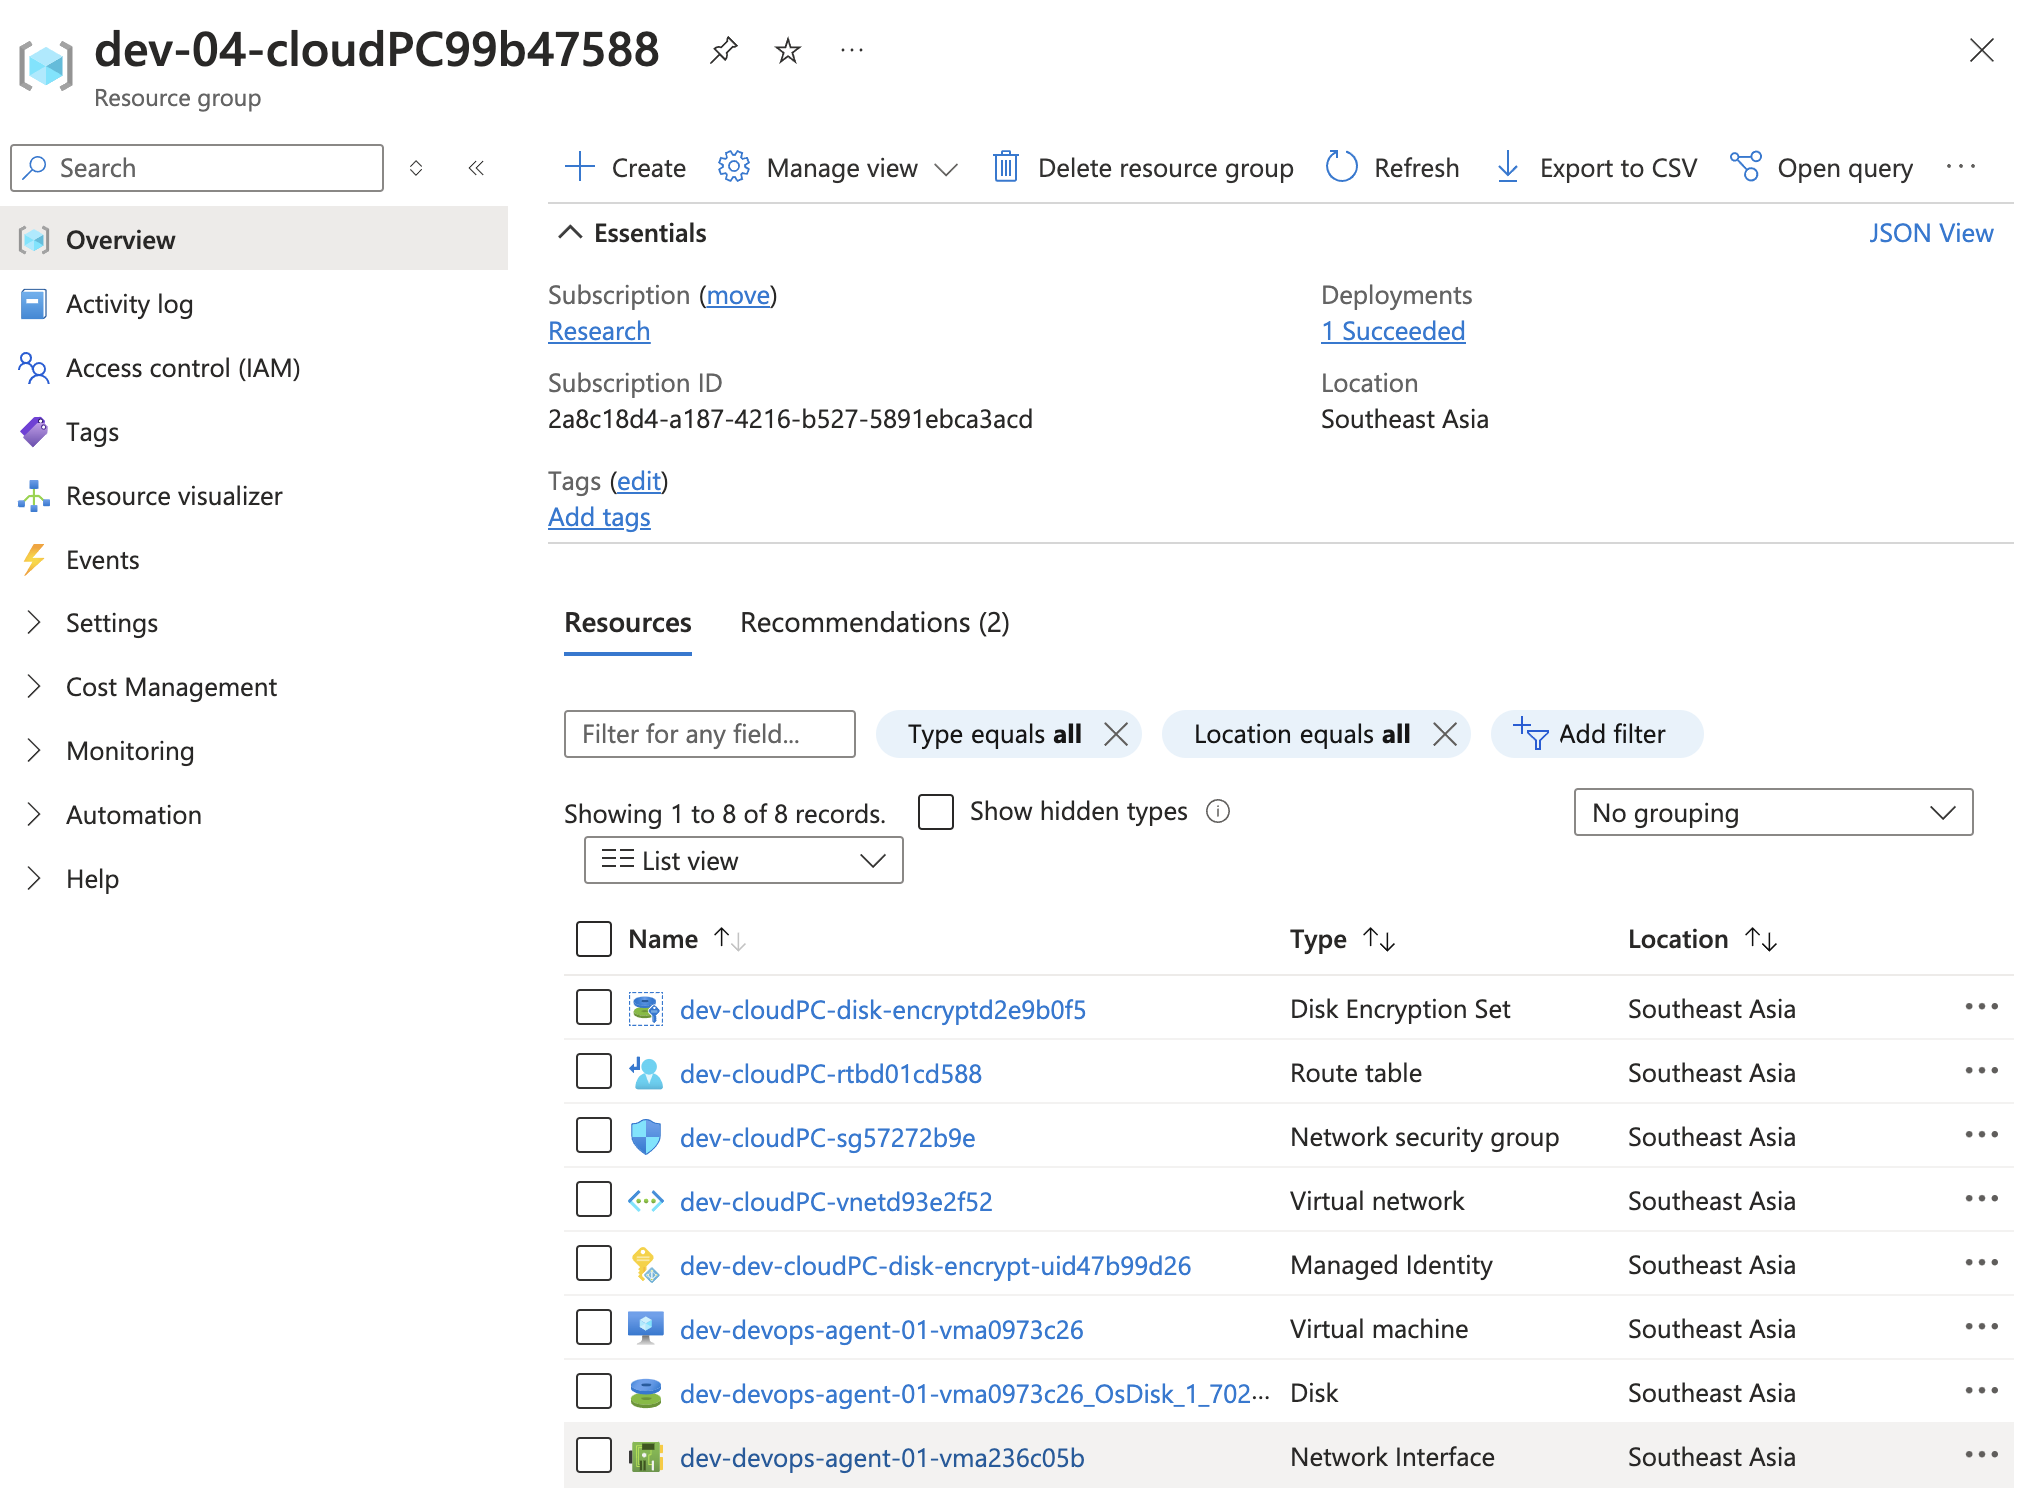 dev-04-cloudPC99b47588
Resource group
Search
Overview
Activity log
Access control (IAM)
Tags
Resource visualizer
Events
Settings
Cost Management
Monitoring
Automation
Help
Create Manage view Delete resource group Refresh Export to CSV Open query
Essentials JSON View
Subscription (move)
Research
Subscription ID
2a8c18d4-a187-4216-b527-5891ebca3acd
Tags (edit)
Add tags
Deployments
1 Succeeded
Location
Southeast Asia
Resources Recommendations (2)
Filter for any field... Type equals all Location equals all Add filter
Showing 1 to 8 of 8 records. Show hidden types No grouping
List view
Name Type Location
dev-cloudPC-disk-encryptd2e9b0f5 Disk Encryption Set Southeast Asia
dev-cloudPC-rtbd01cd588 Route table Southeast Asia
dev-cloudPC-sg57272b9e Network security group Southeast Asia
dev-cloudPC-vnetd93e2f52 Virtual network Southeast Asia
dev-dev-cloudPC-disk-encrypt-uid47b99d26 Managed Identity Southeast Asia
dev-devops-agent-01-vma0973c26 Virtual machine Southeast Asia
dev-devops-agent-01-vma0973c26_OsDisk_1_702... Disk Southeast Asia
dev-devops-agent-01-vma236c05b Network Interface Southeast Asia